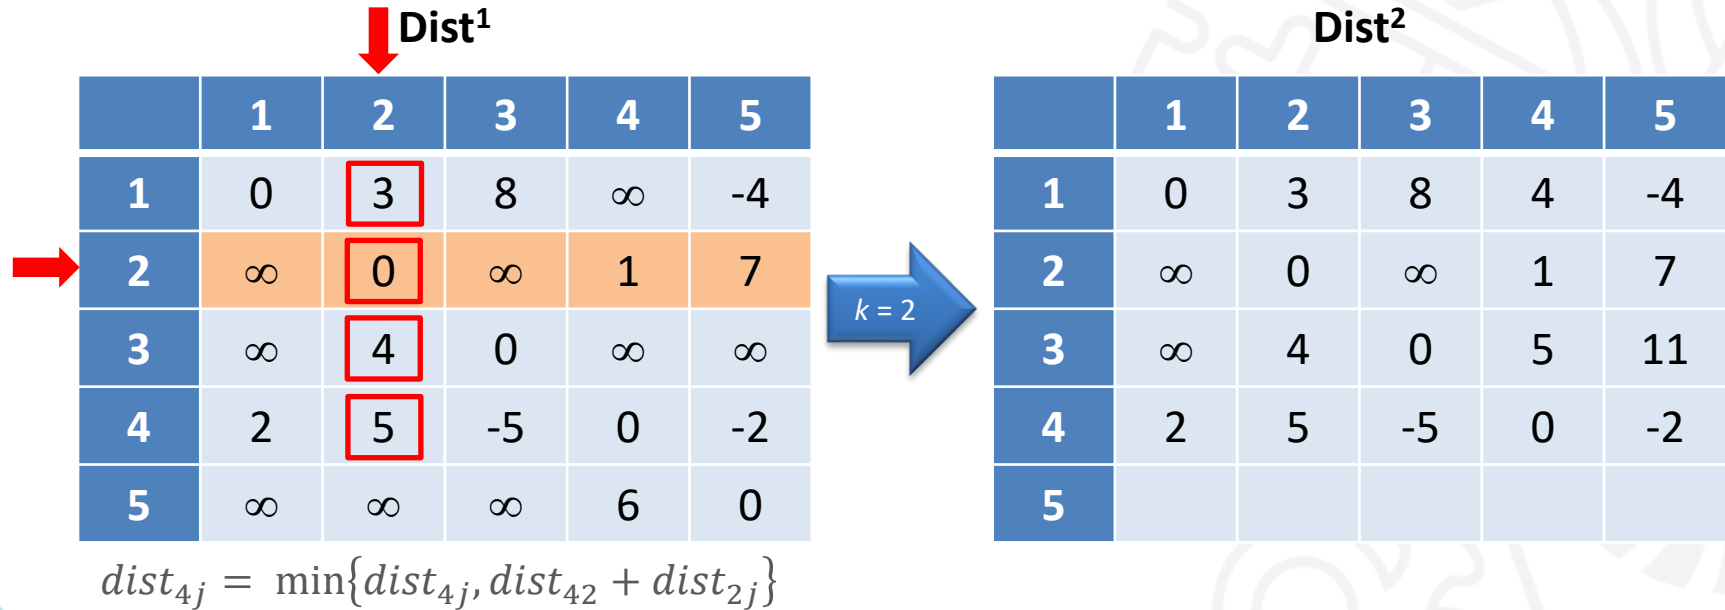 Dist¹
1 2 3 4 5
1 0 3 8 ∞ -4
2 ∞ 0 ∞ 1 7
3 ∞ 4 0 ∞ ∞
4 2 5 -5 0 -2
5 ∞ ∞ ∞ 6 0
dist₄ⱼ = min{dist₄ⱼ, dist₄₂ + dist₂ⱼ}
k = 2
Dist²
1 2 3 4 5
1 0 3 8 4 -4
2 ∞ 0 ∞ 1 7
3 ∞ 4 0 5 11
4 2 5 -5 0 -2
5